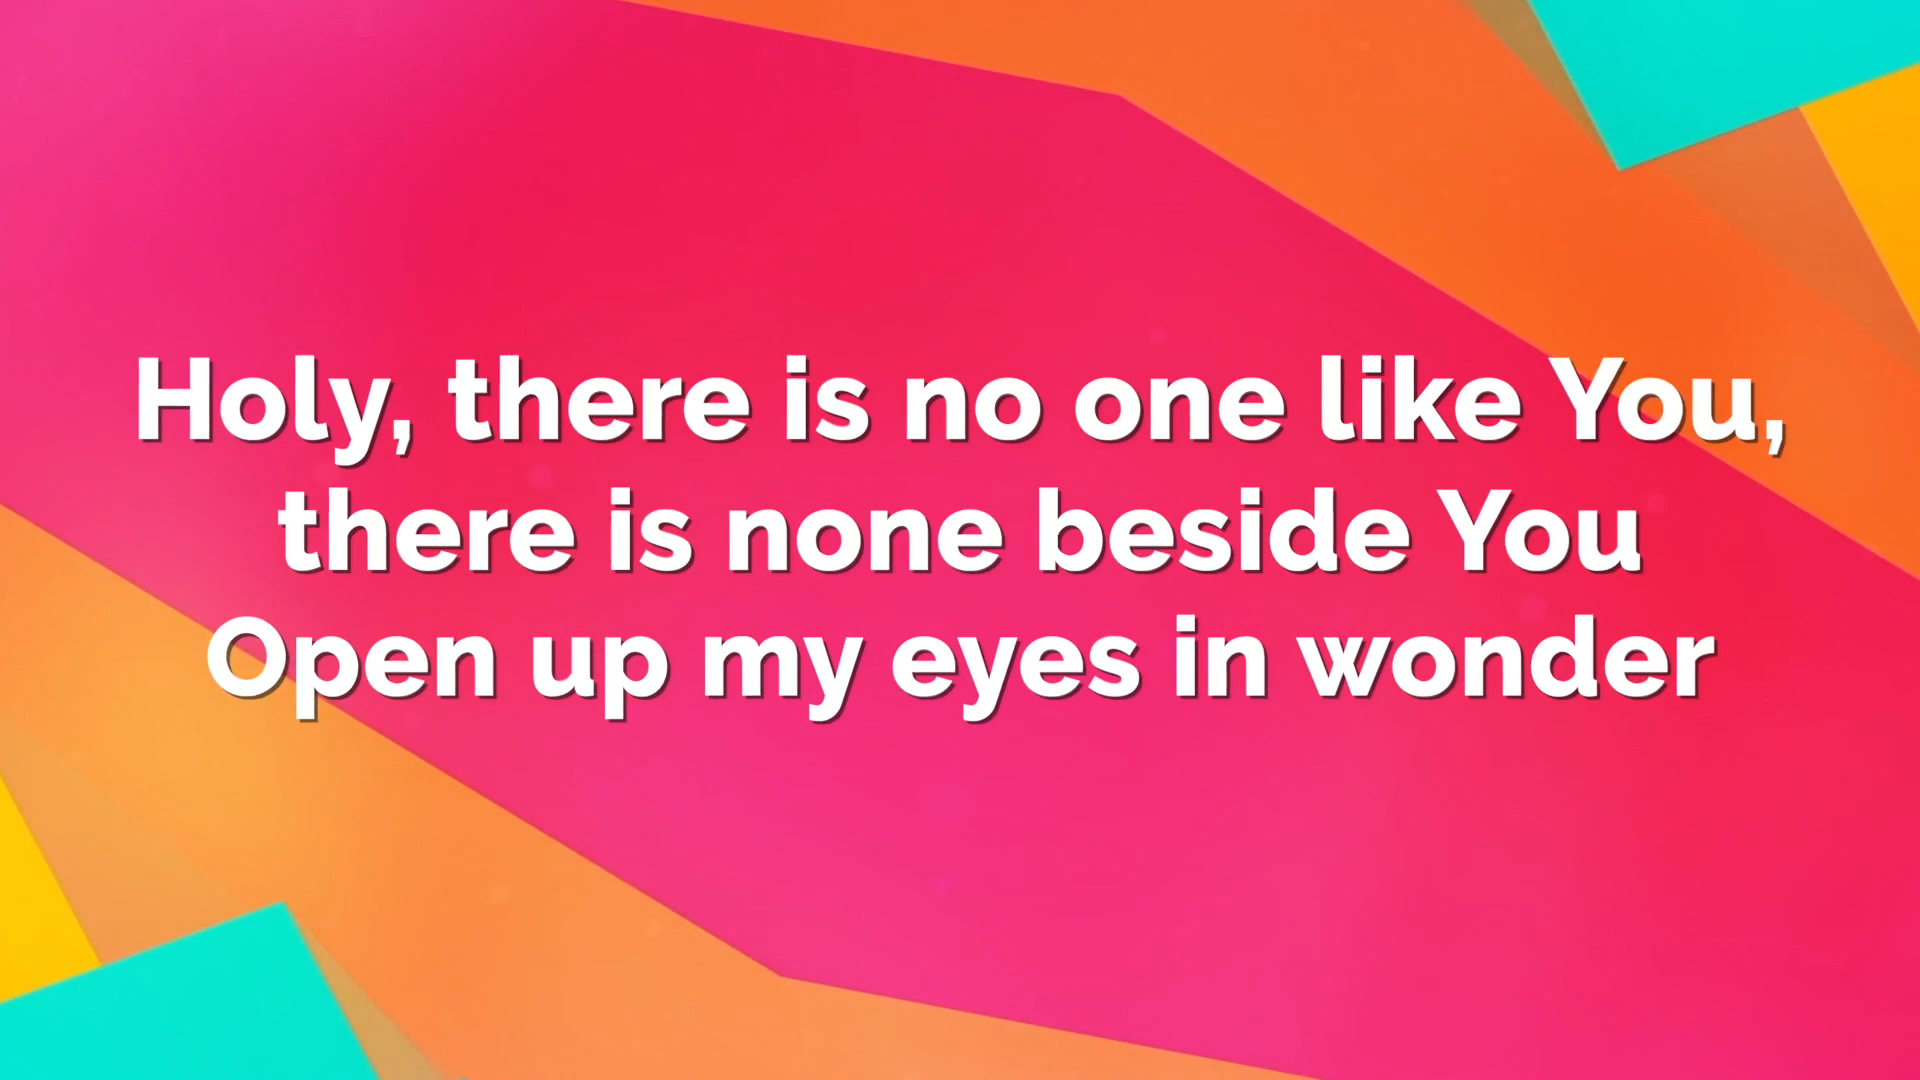 Holy, there is no one like You,
there is none beside You
Open up my eyes in wonder